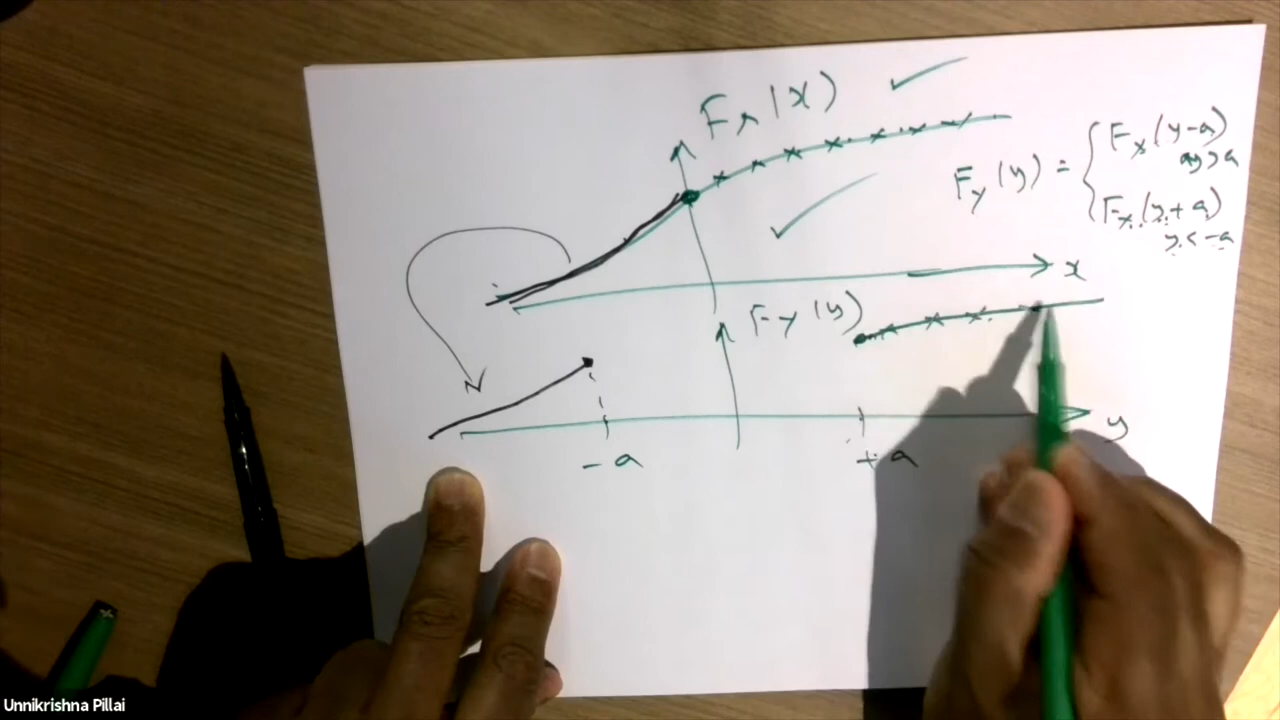 Fx(x)
Fy(y) = { Fx(y-a)
y>a
Fx(y+a)
y<-a
x
Fy(y)
-a
+a
y
Unnikrishna Pillai